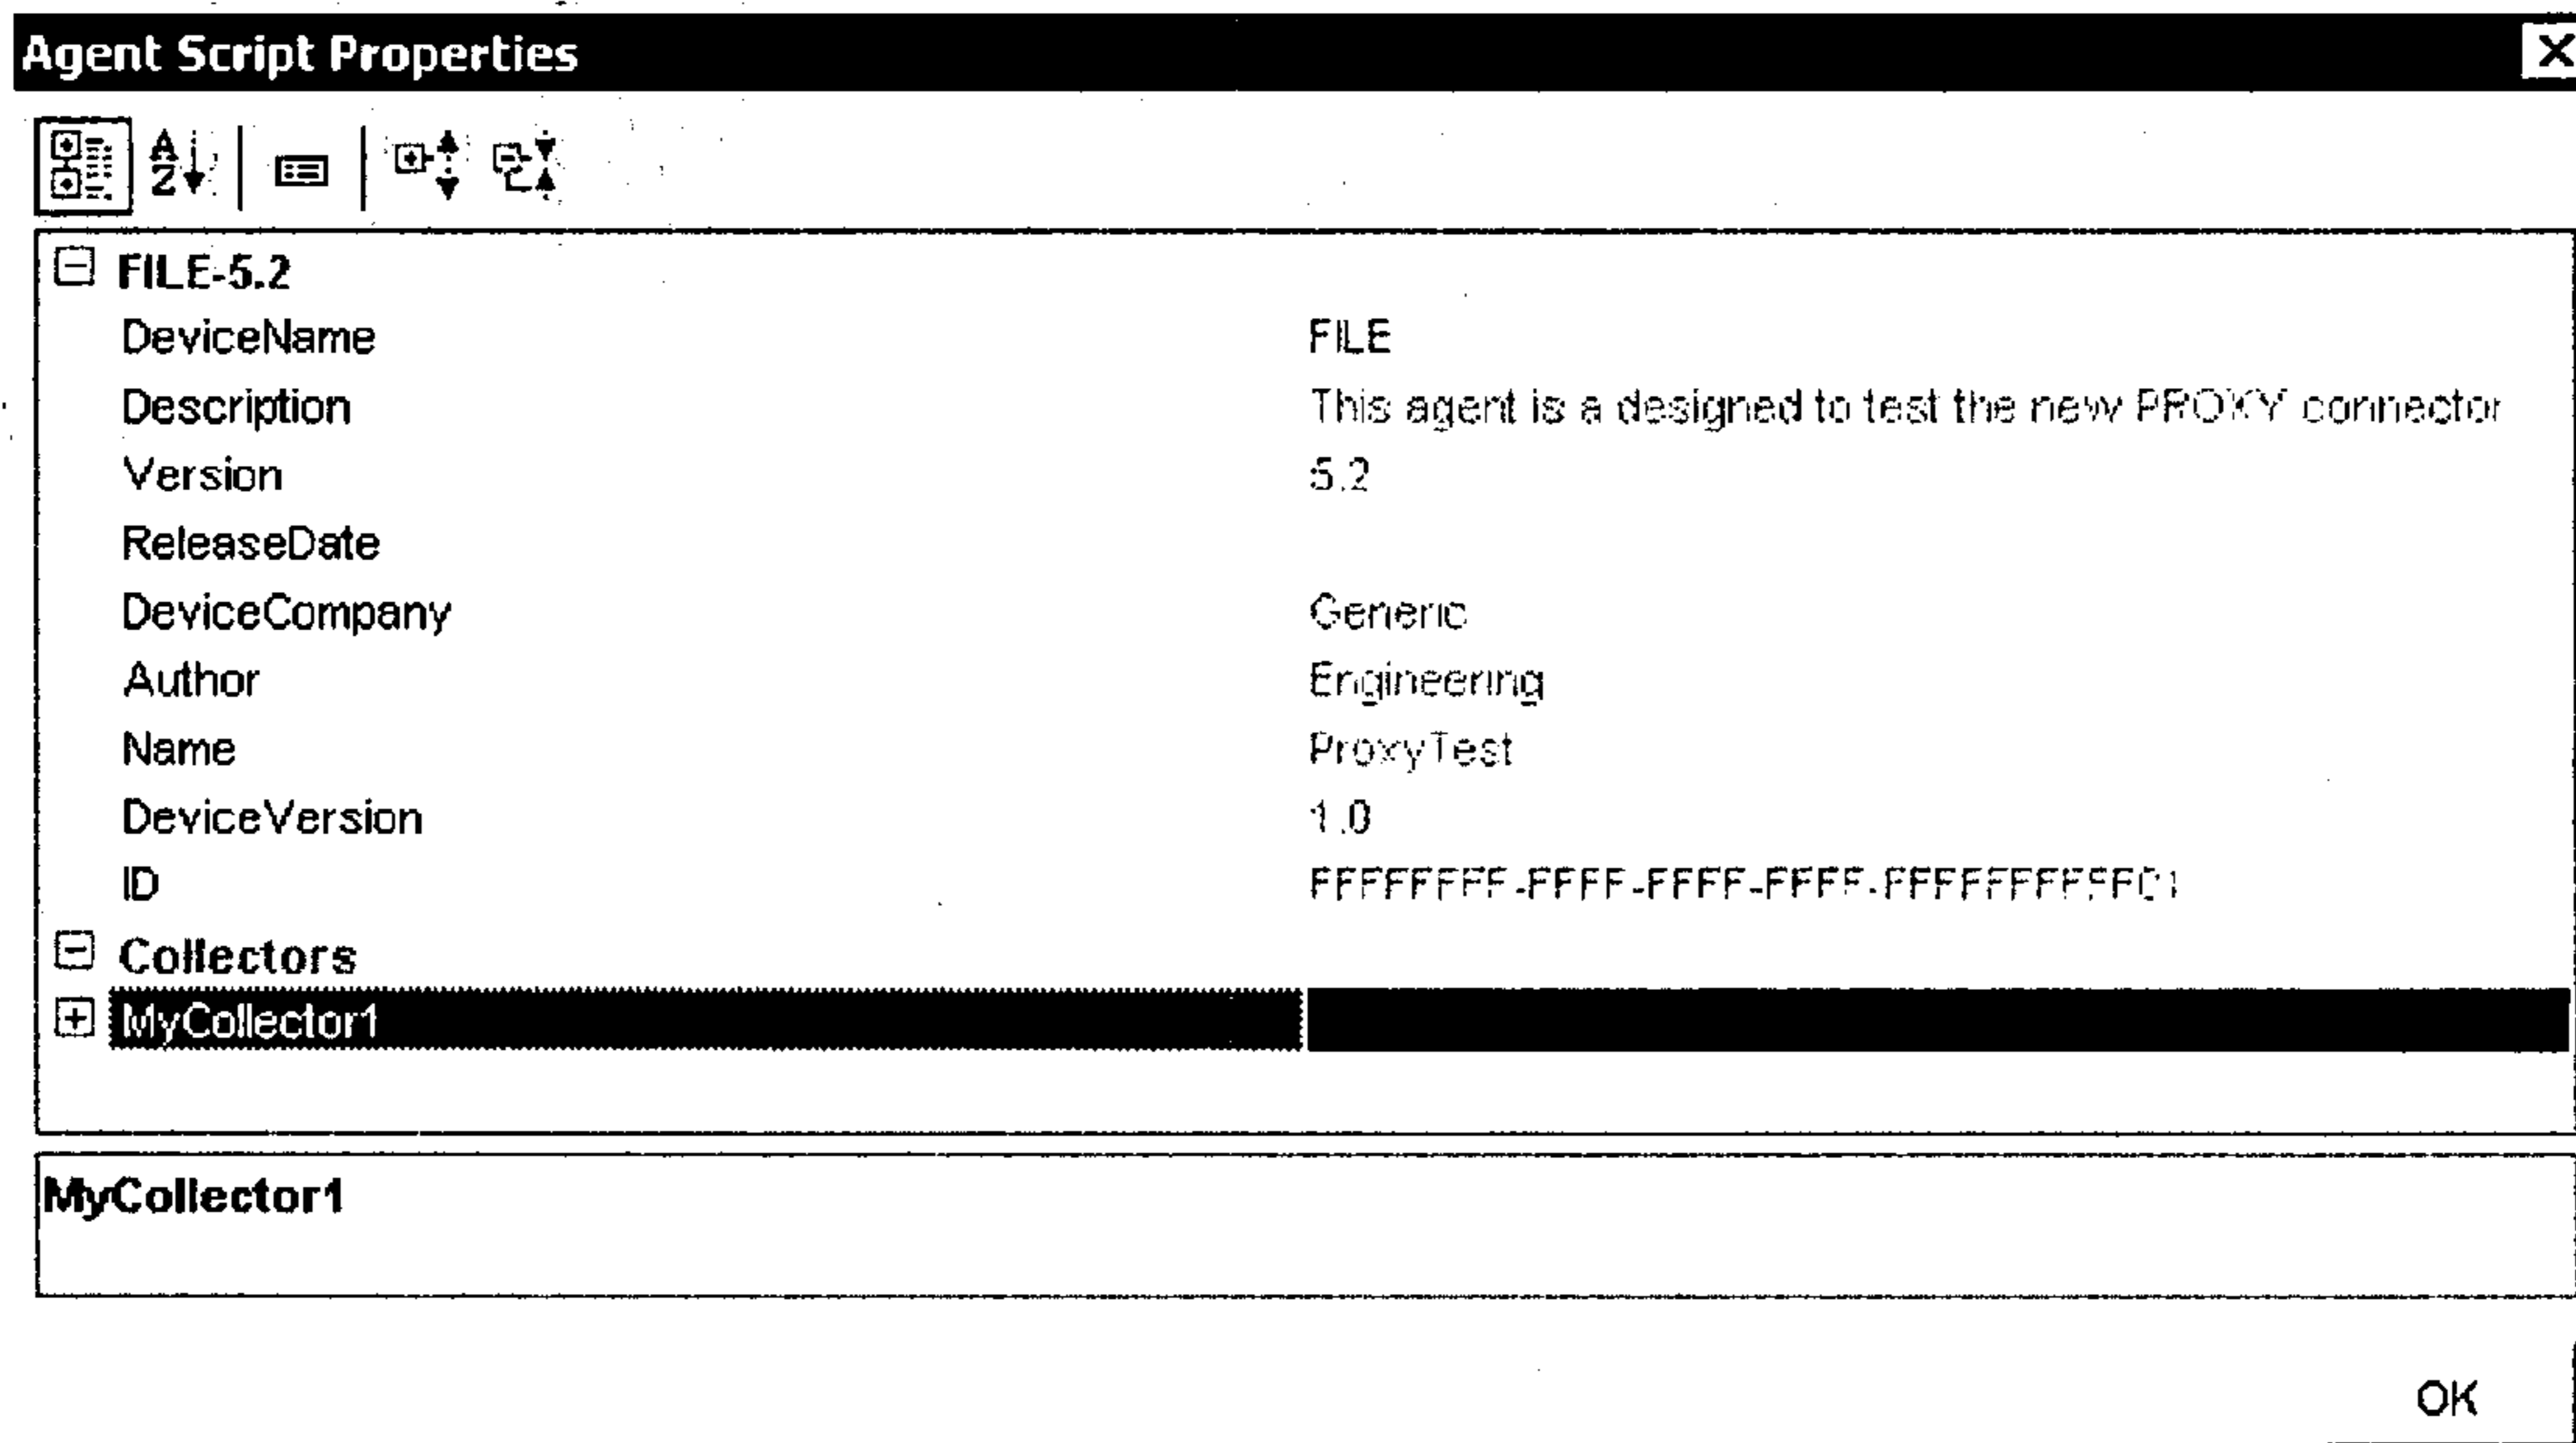 Agent Script Properties
FILE-5.2
DeviceName FILE
Description This agent is a designed to test the new PROXY connector
Version 5.2
ReleaseDate
DeviceCompany Generic
Author Engineering
Name ProxyTest
DeviceVersion 1.0
ID FFFFFFFF-FFFF-FFFF-FFFF-FFFFFFFFFF01
Collectors
MyCollector1
MyCollector1
OK